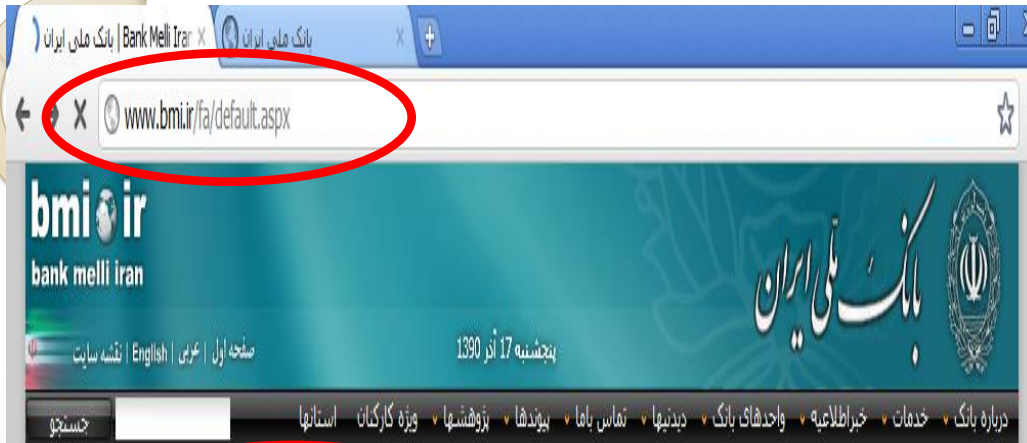 بانک ملی ایران | Bank Melli Iran
بانک ملی ایران
www.bmi.ir/fa/default.aspx
bmi ir
bank melli iran
بانک ملی ایران
صفحه اول | عربی | English | نقشه سایت
پنجشنبه 17 آذر 1390
درباره بانک خدمات خبراطلاعیه واحدهای بانک دیدنیها تماس باما پیوندها پژوهشها ویژه کارکنان استانها
جستجو